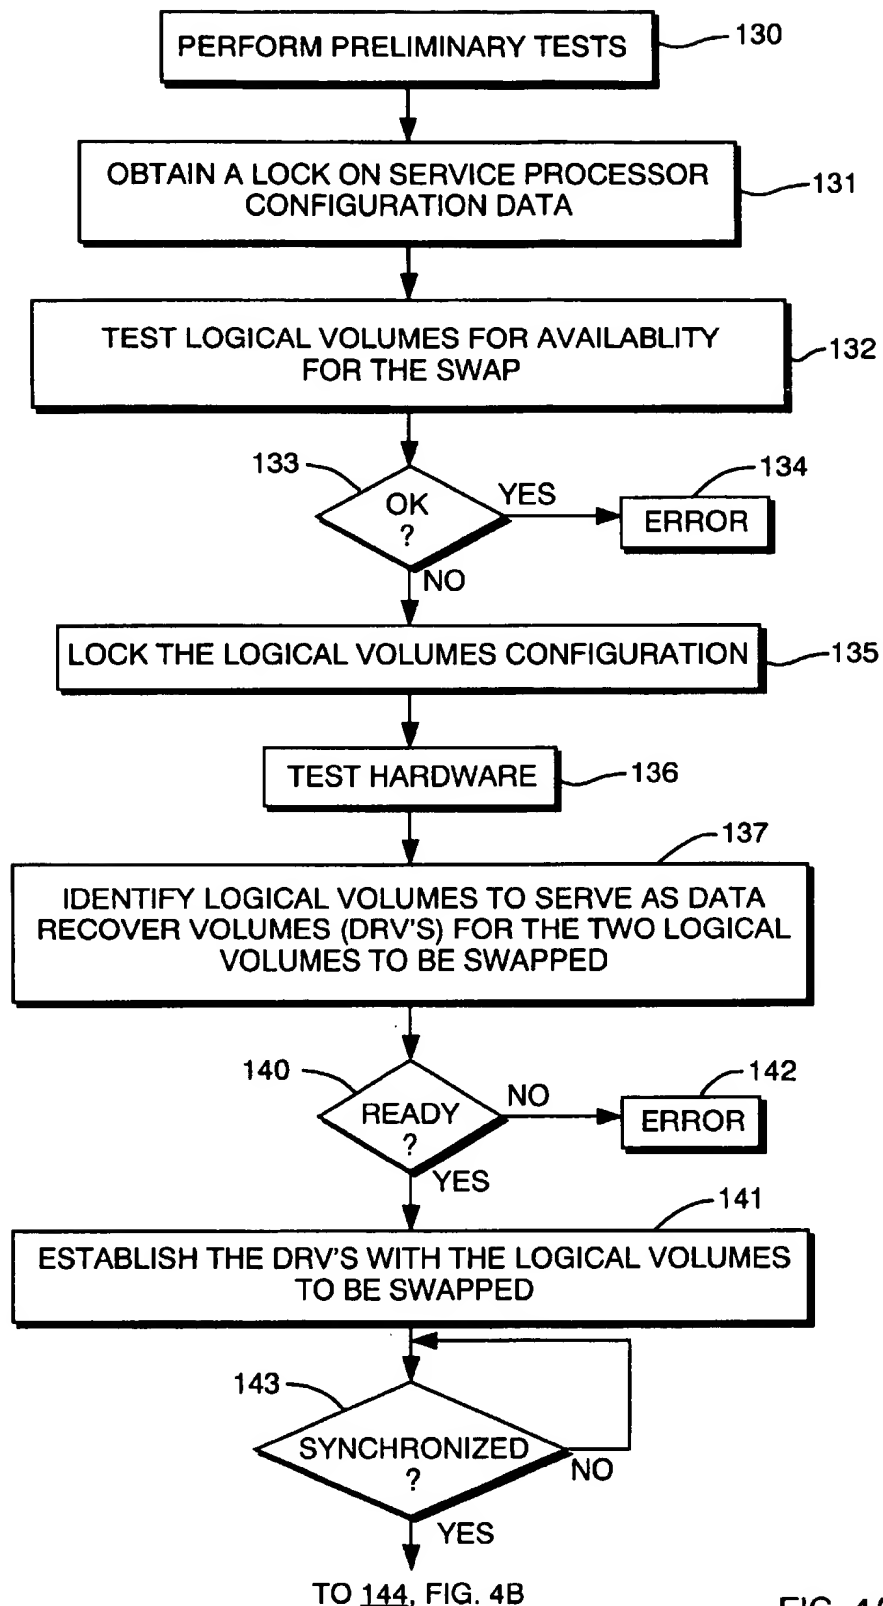 PERFORM PRELIMINARY TESTS
130
OBTAIN A LOCK ON SERVICE PROCESSOR
CONFIGURATION DATA
131
TEST LOGICAL VOLUMES FOR AVAILABLITY
FOR THE SWAP
132
133
OK
?
YES
134
ERROR
NO
LOCK THE LOGICAL VOLUMES CONFIGURATION
135
TEST HARDWARE
136
137
IDENTIFY LOGICAL VOLUMES TO SERVE AS DATA
RECOVER VOLUMES (DRV'S) FOR THE TWO LOGICAL
VOLUMES TO BE SWAPPED
140
READY
?
NO
142
ERROR
YES
141
ESTABLISH THE DRV'S WITH THE LOGICAL VOLUMES
TO BE SWAPPED
143
SYNCHRONIZED
?
NO
YES
TO 144, FIG. 4B